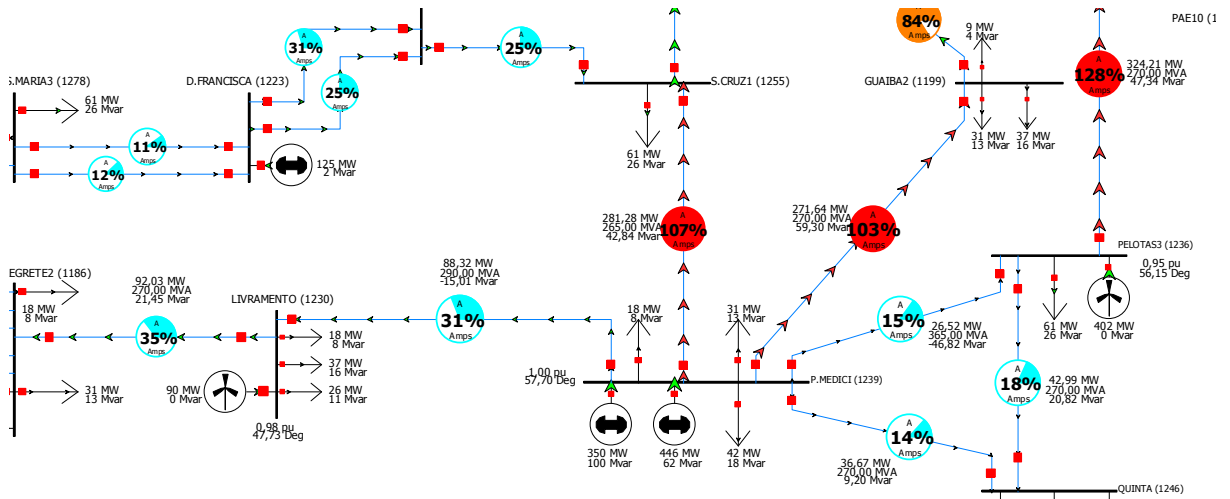 84%
Amps
9 MW
4 Mvar
PAE10 (1
A
31%
Amps
A
25%
Amps
A
128%
Amps
324,21 MW
270,00 MVA
47,34 Mvar
S.MARIA3 (1278)
D.FRANCISCA (1223)
S.CRUZ1 (1255)
GUAIBA2 (1199)
A
25%
Amps
61 MW
26 Mvar
A
11%
Amps
31 MW
13 Mvar
37 MW
16 Mvar
61 MW
26 Mvar
A
12%
Amps
125 MW
2 Mvar
281,28 MW
265,00 MVA
42,84 Mvar
A
107%
Amps
271,64 MW
270,00 MVA
59,30 Mvar
A
103%
Amps
PELOTAS3 (1236)
0,95 pu
56,15 Deg
EGRETE2 (1186)
92,03 MW
270,00 MVA
21,45 Mvar
88,32 MW
290,00 MVA
-15,01 Mvar
LIVRAMENTO (1230)
18 MW
8 Mvar
A
35%
Amps
A
31%
Amps
18 MW
8 Mvar
31 MW
13 Mvar
A
15%
Amps
26,52 MW
365,00 MVA
-46,82 Mvar
61 MW
26 Mvar
402 MW
0 Mvar
18 MW
8 Mvar
37 MW
16 Mvar
26 MW
11 Mvar
31 MW
13 Mvar
90 MW
0 Mvar
0,98 pu
47,73 Deg
1,00 pu
57,70 Deg
P.MEDICI (1239)
A
18%
Amps
42,99 MW
270,00 MVA
20,82 Mvar
350 MW
100 Mvar
446 MW
62 Mvar
42 MW
18 Mvar
A
14%
Amps
36,67 MW
270,00 MVA
9,20 Mvar
QUINTA (1246)